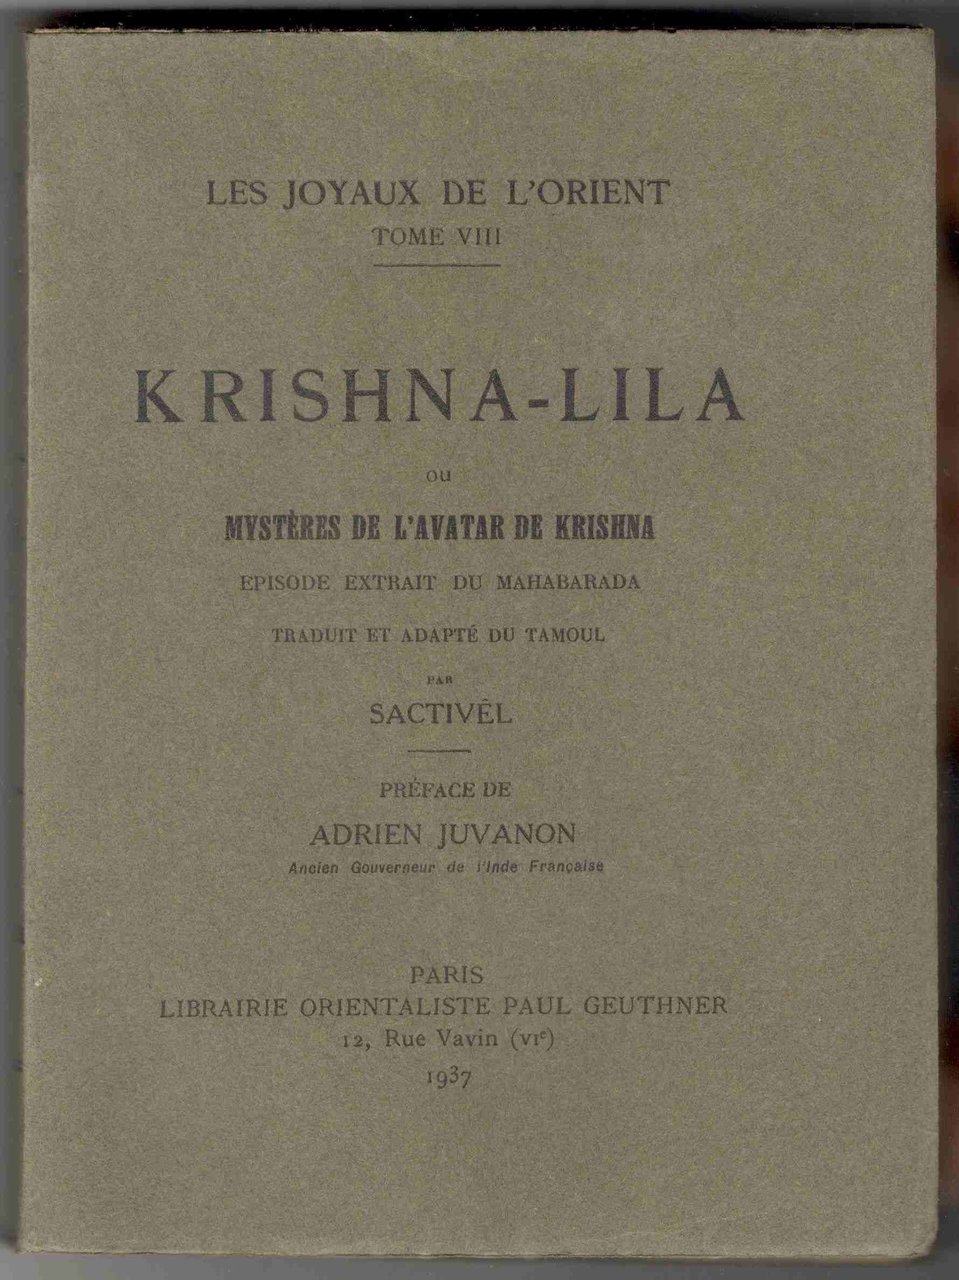 LES JOYAUX DE L'ORIENT
TOME VIII
KRISHNA-LILA
OU
MYSTÈRES DE L'AVATAR DE KRISHNA
EPISODE EXTRAIT DU MAHABARADA
TRADUIT ET ADAPTÉ DU TAMOUL
PAR
SACTIVÊL
PRÉFACE DE
ADRIEN JUVANON
Ancien Gouverneur de l'Inde Française
PARIS
LIBRAIRIE ORIENTALISTE PAUL GEUTHNER
12, Rue Vavin (VIe)
1937